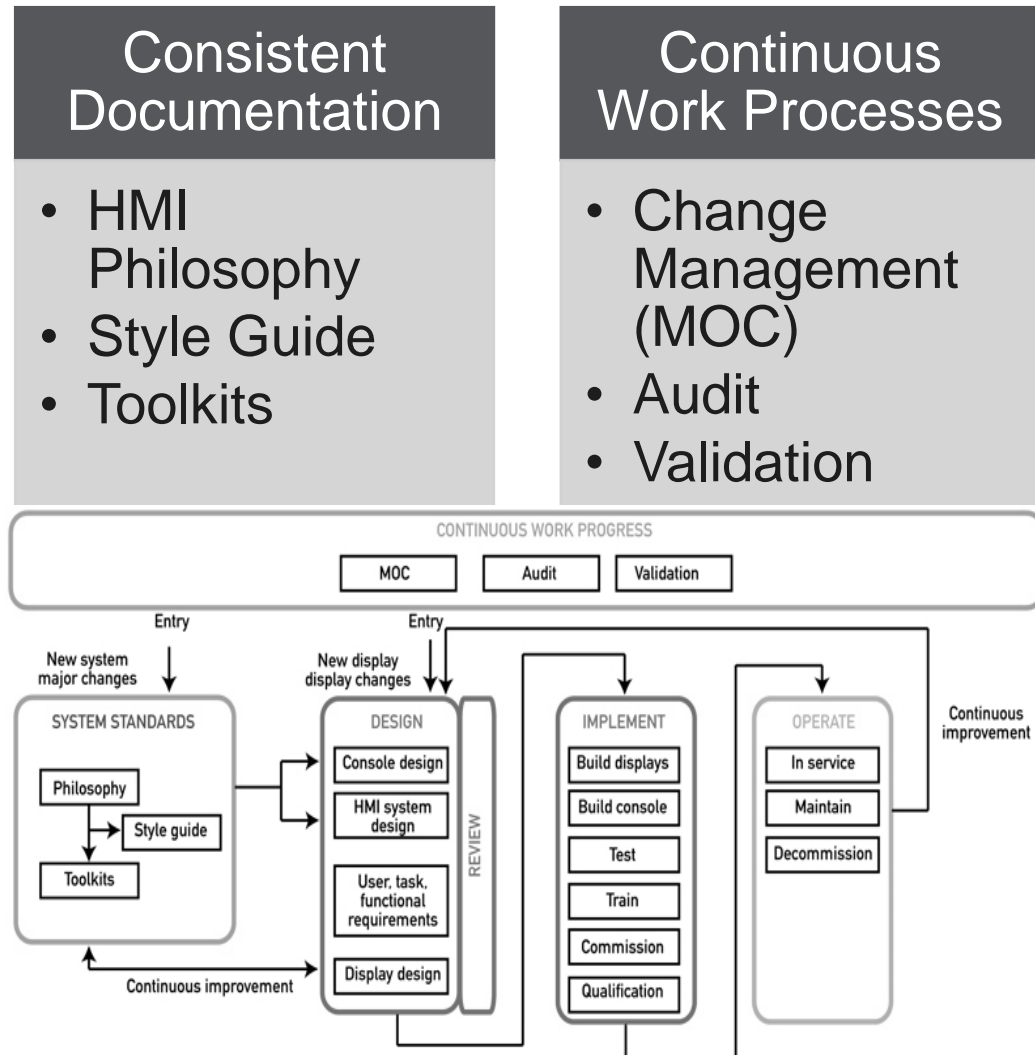 Consistent
Documentation
• HMI
Philosophy
• Style Guide
• Toolkits
Continuous
Work Processes
• Change
Management
(MOC)
• Audit
• Validation
CONTINUOUS WORK PROGRESS
MOC
Audit
Validation
Entry
New system
major changes
SYSTEM STANDARDS
Philosophy
Style guide
Toolkits
Continuous improvement
Entry
New display
display changes
DESIGN
Console design
HMI system
design
User, task,
functional
requirements
Display design
REVIEW
IMPLEMENT
Build displays
Build console
Test
Train
Commission
Qualification
OPERATE
In service
Maintain
Decommission
Continuous
improvement